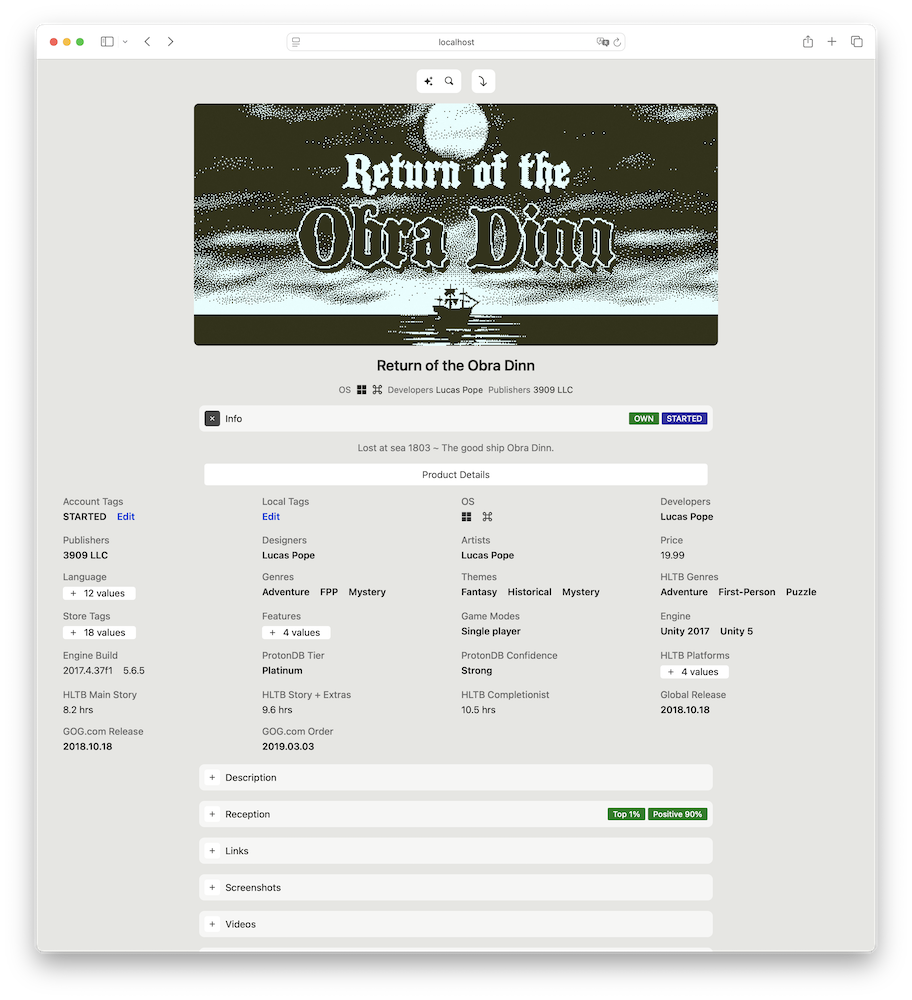 localhost
Return of the
Obra Dinn
Return of the Obra Dinn
OS Developers Lucas Pope Publishers 3909 LLC
Info OWN STARTED
Lost at sea 1803 ~ The good ship Obra Dinn.
Product Details
Account Tags Local Tags OS Developers
STARTED Edit Edit Lucas Pope
Publishers Designers Artists Price
3909 LLC Lucas Pope Lucas Pope 19.99
Language Genres Themes HLTB Genres
+ 12 values Adventure FPP Mystery Fantasy Historical Mystery Adventure First-Person Puzzle
Store Tags Features Game Modes Engine
+ 18 values + 4 values Single player Unity 2017 Unity 5
Engine Build ProtonDB Tier ProtonDB Confidence HLTB Platforms
2017.4.37f1 5.6.5 Platinum Strong + 4 values
HLTB Main Story HLTB Story + Extras HLTB Completionist Global Release
8.2 hrs 9.6 hrs 10.5 hrs 2018.10.18
GOG.com Release GOG.com Order
2018.10.18 2019.03.03
+ Description
+ Reception Top 1% Positive 90%
+ Links
+ Screenshots
+ Videos